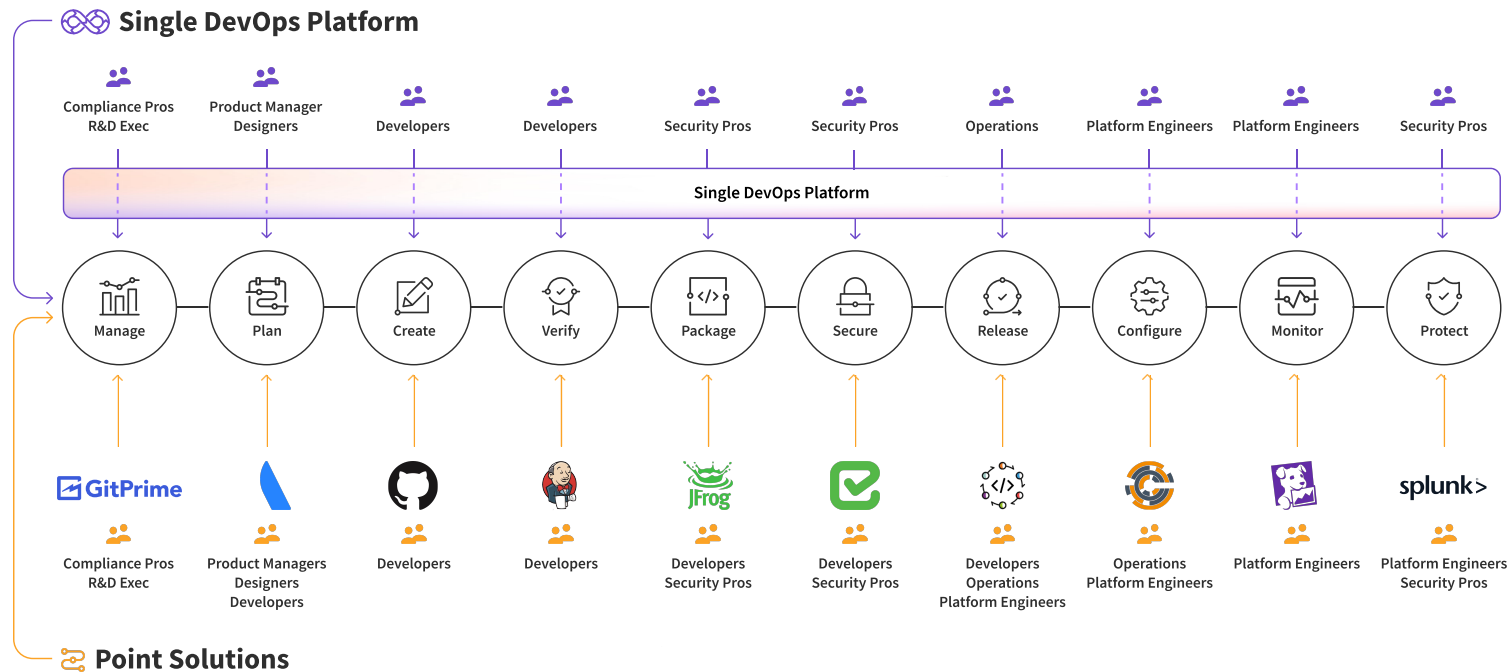 Single DevOps Platform
Compliance Pros
R&D Exec
Product Manager
Designers
Developers
Developers
Security Pros
Security Pros
Operations
Platform Engineers
Platform Engineers
Security Pros
Single DevOps Platform
Manage
Plan
Create
Verify
</>
Package
Secure
Release
Configure
Monitor
Protect
GitPrime
JFrog
</>
splunk>
Compliance Pros
R&D Exec
Product Managers
Designers
Developers
Developers
Developers
Developers
Security Pros
Developers
Security Pros
Developers
Operations
Platform Engineers
Operations
Platform Engineers
Platform Engineers
Platform Engineers
Security Pros
Point Solutions